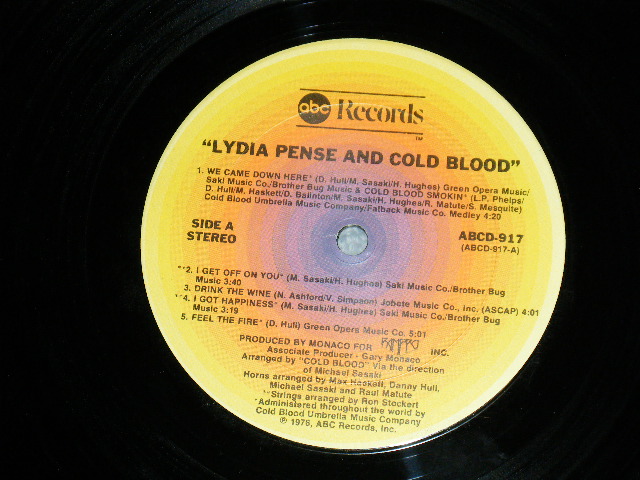 abc Records
TM
"LYDIA PENSE AND COLD BLOOD"
1. WE CAME DOWN HERE* (D. Hull/M. Sasaki/H. Hughes) Green Opera Music/
Saki Music Co./Brother Bug Music & COLD BLOOD SMOKIN' (L.P. Phelps/
D. Hull/M. Haskett/D. Balinton/M. Sasaki/H. Hughes/R. Matute/S. Mesquite)
Cold Blood Umbrella Music Company/Fatback Music Co. Medley 4:20
SIDE A
STEREO
ABCD-917
(ABCD-917-A)
**2. I GET OFF ON YOU* (M. Sasaki/H. Hughes) Saki Music Co./Brother Bug
Music 3:40
3. DRINK THE WINE (N. Ashford/V. Simpson) Jobete Music Co., Inc. (ASCAP) 4:01
**4. I GOT HAPPINESS* (M. Sasaki/H. Hughes) Saki Music Co./Brother Bug
Music 3:19
5. FEEL THE FIRE* (D. Hull) Green Opera Music Co. 5:01
PRODUCED BY MONACO FOR INC.
Associate Producer - Gary Monaco
Arranged by "COLD BLOOD" Via the direction
of Michael Sasaki
Horns arranged by Max Haskett, Danny Hull,
Michael Sasaki and Raul Matute
**Strings arranged by Ron Stockert
*Administered throughout the world by
Cold Blood Umbrella Music Company
℗ 1976, ABC Records, Inc.